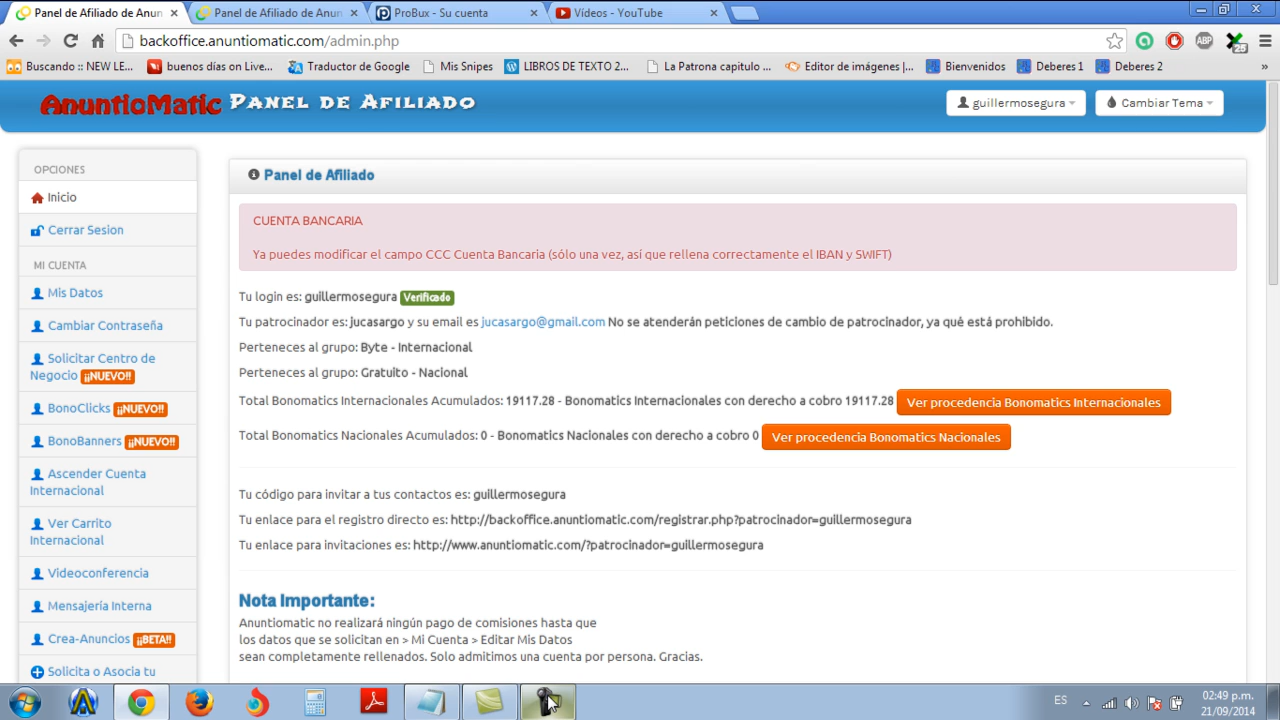 Panel de Afiliado de Anun
Panel de Afiliado de Anun
ProBux - Su cuenta
Vídeos - YouTube
backoffice.anuntiomatic.com/admin.php
ABP
25
Buscando :: NEW LE...
buenos días on Live...
Traductor de Google
Mis Snipes
LIBROS DE TEXTO 2...
La Patrona capitulo ...
Editor de imágenes |...
Bienvenidos
Deberes 1
Deberes 2
»
AnuntioMatic Panel de Afiliado
guillermosegura
Cambiar Tema
OPCIONES
Inicio
Cerrar Sesion
MI CUENTA
Mis Datos
Cambiar Contraseña
Solicitar Centro de
Negocio ¡¡NUEVO!!
BonoClicks ¡¡NUEVO!!
BonoBanners ¡¡NUEVO!!
Ascender Cuenta
Internacional
Ver Carrito
Internacional
Videoconferencia
Mensajería Interna
Crea-Anuncios ¡¡BETA!!
Solicita o Asocia tu
Panel de Afiliado
CUENTA BANCARIA
Ya puedes modificar el campo CCC Cuenta Bancaria (sólo una vez, así que rellena correctamente el IBAN y SWIFT)
Tu login es: guillermosegura Verificado
Tu patrocinador es: jucasargo y su email es jucasargo@gmail.com No se atenderán peticiones de cambio de patrocinador, ya qué está prohibido.
Perteneces al grupo: Byte - Internacional
Perteneces al grupo: Gratuito - Nacional
Total Bonomatics Internacionales Acumulados: 19117.28 - Bonomatics Internacionales con derecho a cobro 19117.28 Ver procedencia Bonomatics Internacionales
Total Bonomatics Nacionales Acumulados: 0 - Bonomatics Nacionales con derecho a cobro 0 Ver procedencia Bonomatics Nacionales
Tu código para invitar a tus contactos es: guillermosegura
Tu enlace para el registro directo es: http://backoffice.anuntiomatic.com/registrar.php?patrocinador=guillermosegura
Tu enlace para invitaciones es: http://www.anuntiomatic.com/?patrocinador=guillermosegura
Nota Importante:
Anuntiomatic no realizará ningún pago de comisiones hasta que
los datos que se solicitan en > Mi Cuenta > Editar Mis Datos
sean completamente rellenados. Solo admitimos una cuenta por persona. Gracias.
ES
02:49 p.m.
21/09/2014